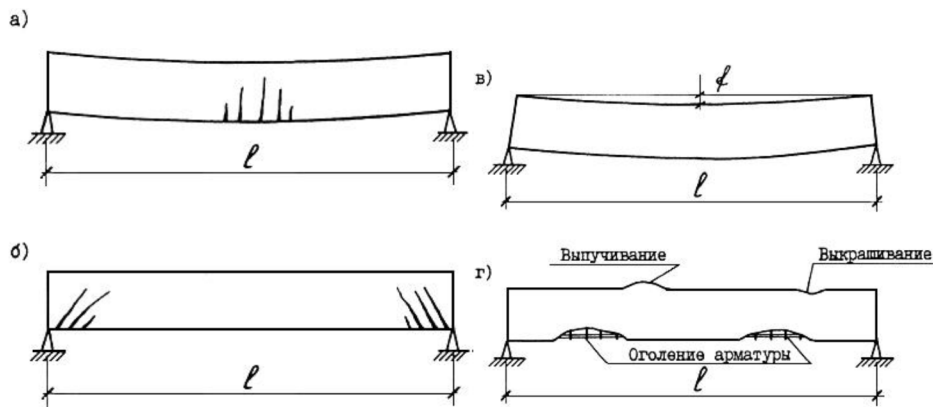 а)
ℓ
б)
ℓ
в)
f
ℓ
г)
Выпучивание
Выкрашивание
Оголение арматуры
ℓ